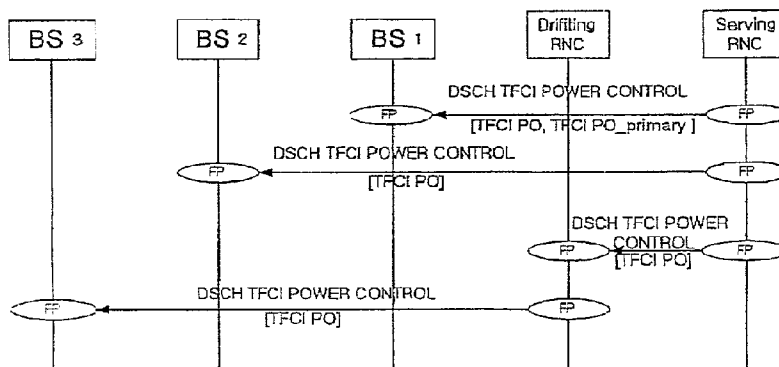 BS 3
BS 2
BS 1
Drifting
RNC
Serving
RNC
DSCH TFCI POWER CONTROL
FP
FP
[TFCI PO, TFCI PO_primary ]
DSCH TFCI POWER CONTROL
FP
FP
[TFCI PO]
DSCH TFCI POWER
CONTROL
FP
FP
[TFCI PO]
DSCH TFCI POWER CONTROL
FP
FP
[TFCI PO]